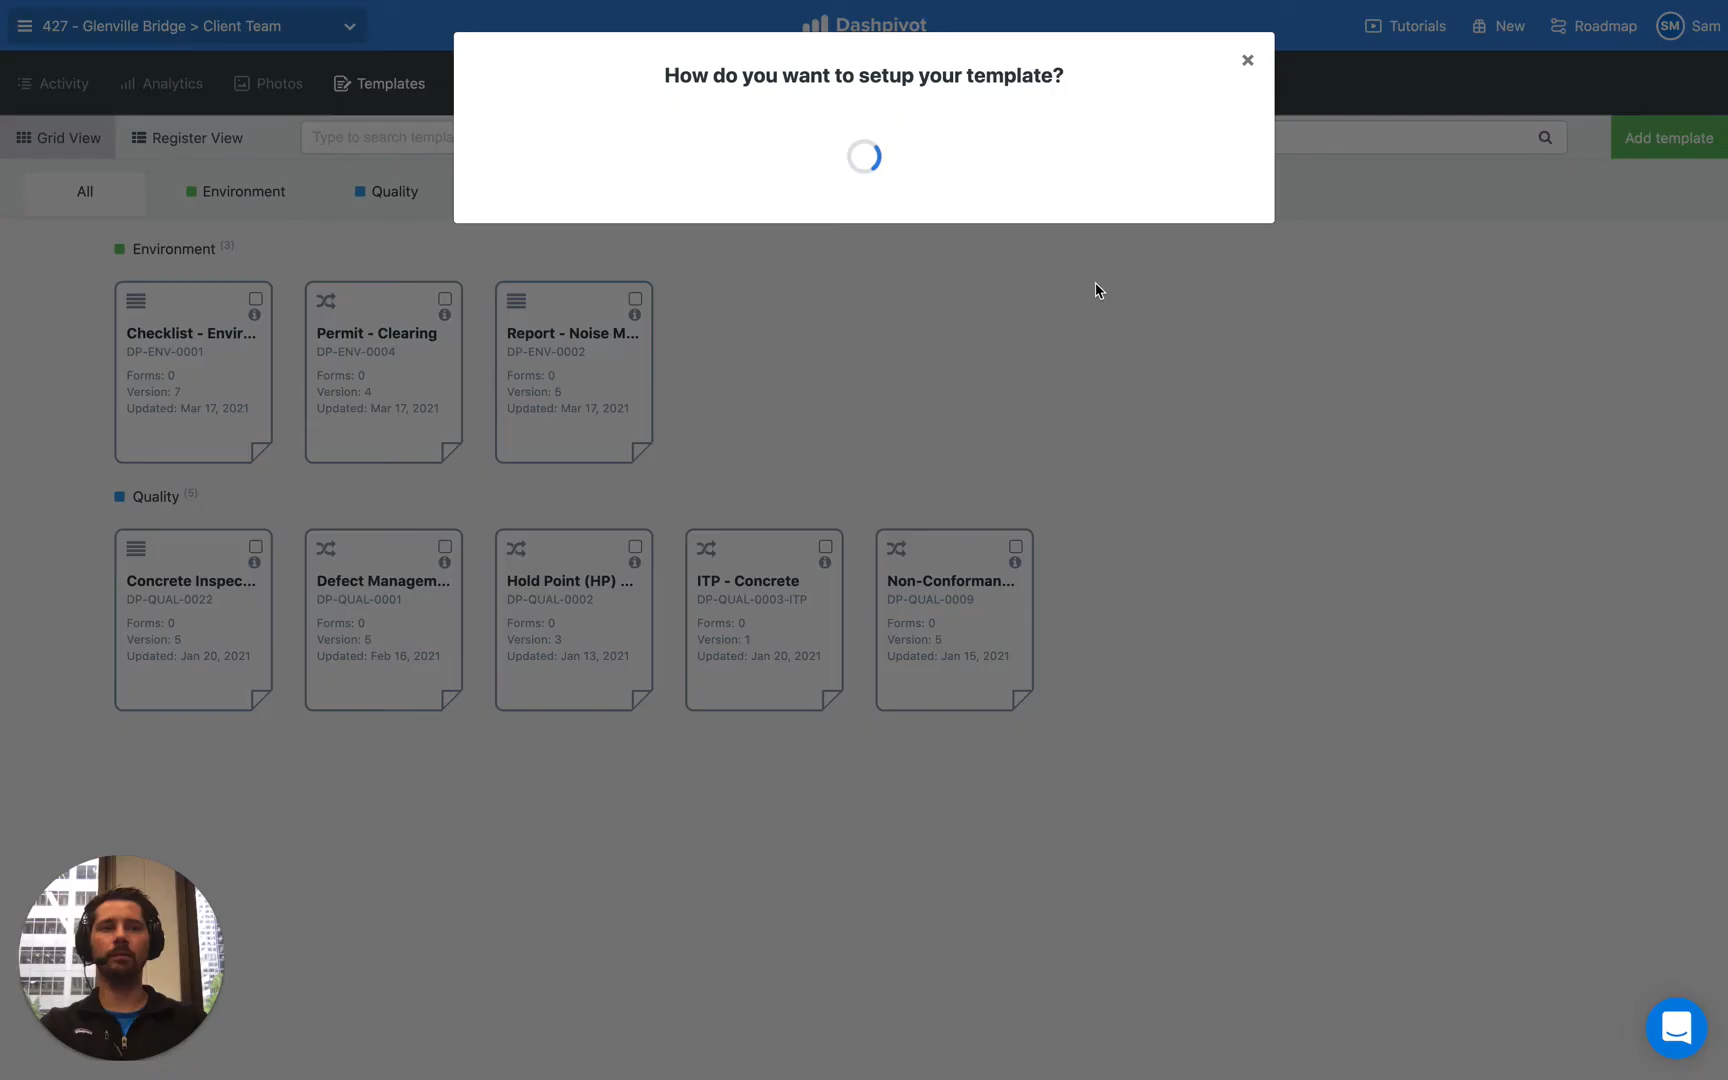 427 - Glenville Bridge > Client Team
Dashpivot
Tutorials
New
Roadmap
SM
Sam
Activity
Analytics
Photos
Templates
How do you want to setup your template?
×
Grid View
Register View
Type to search templa
Add template
All
Environment
Quality
Environment (3)
Checklist - Envir...
DP-ENV-0001
Forms: 0
Version: 7
Updated: Mar 17, 2021
Permit - Clearing
DP-ENV-0004
Forms: 0
Version: 4
Updated: Mar 17, 2021
Report - Noise M...
DP-ENV-0002
Forms: 0
Version: 5
Updated: Mar 17, 2021
Quality (5)
Concrete Inspec...
DP-QUAL-0022
Forms: 0
Version: 5
Updated: Jan 20, 2021
Defect Managem...
DP-QUAL-0001
Forms: 0
Version: 5
Updated: Feb 16, 2021
Hold Point (HP) ...
DP-QUAL-0002
Forms: 0
Version: 3
Updated: Jan 13, 2021
ITP - Concrete
DP-QUAL-0003-ITP
Forms: 0
Version: 1
Updated: Jan 20, 2021
Non-Conforman...
DP-QUAL-0009
Forms: 0
Version: 5
Updated: Jan 15, 2021